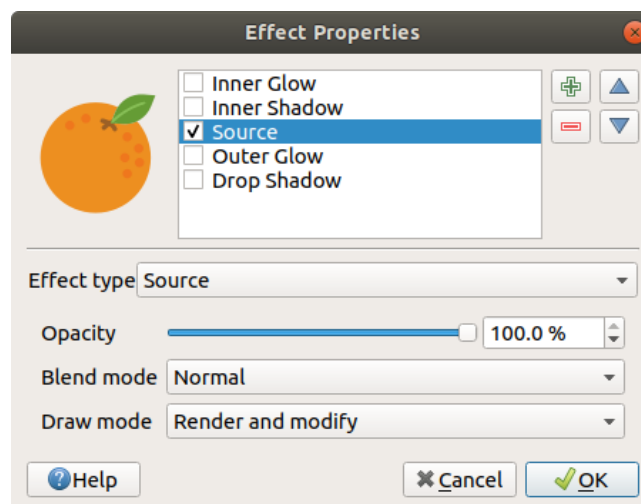 Effect Properties
Inner Glow
Inner Shadow
Source
Outer Glow
Drop Shadow
Effect type Source
Opacity 100.0 %
Blend mode Normal
Draw mode Render and modify
Help Cancel OK